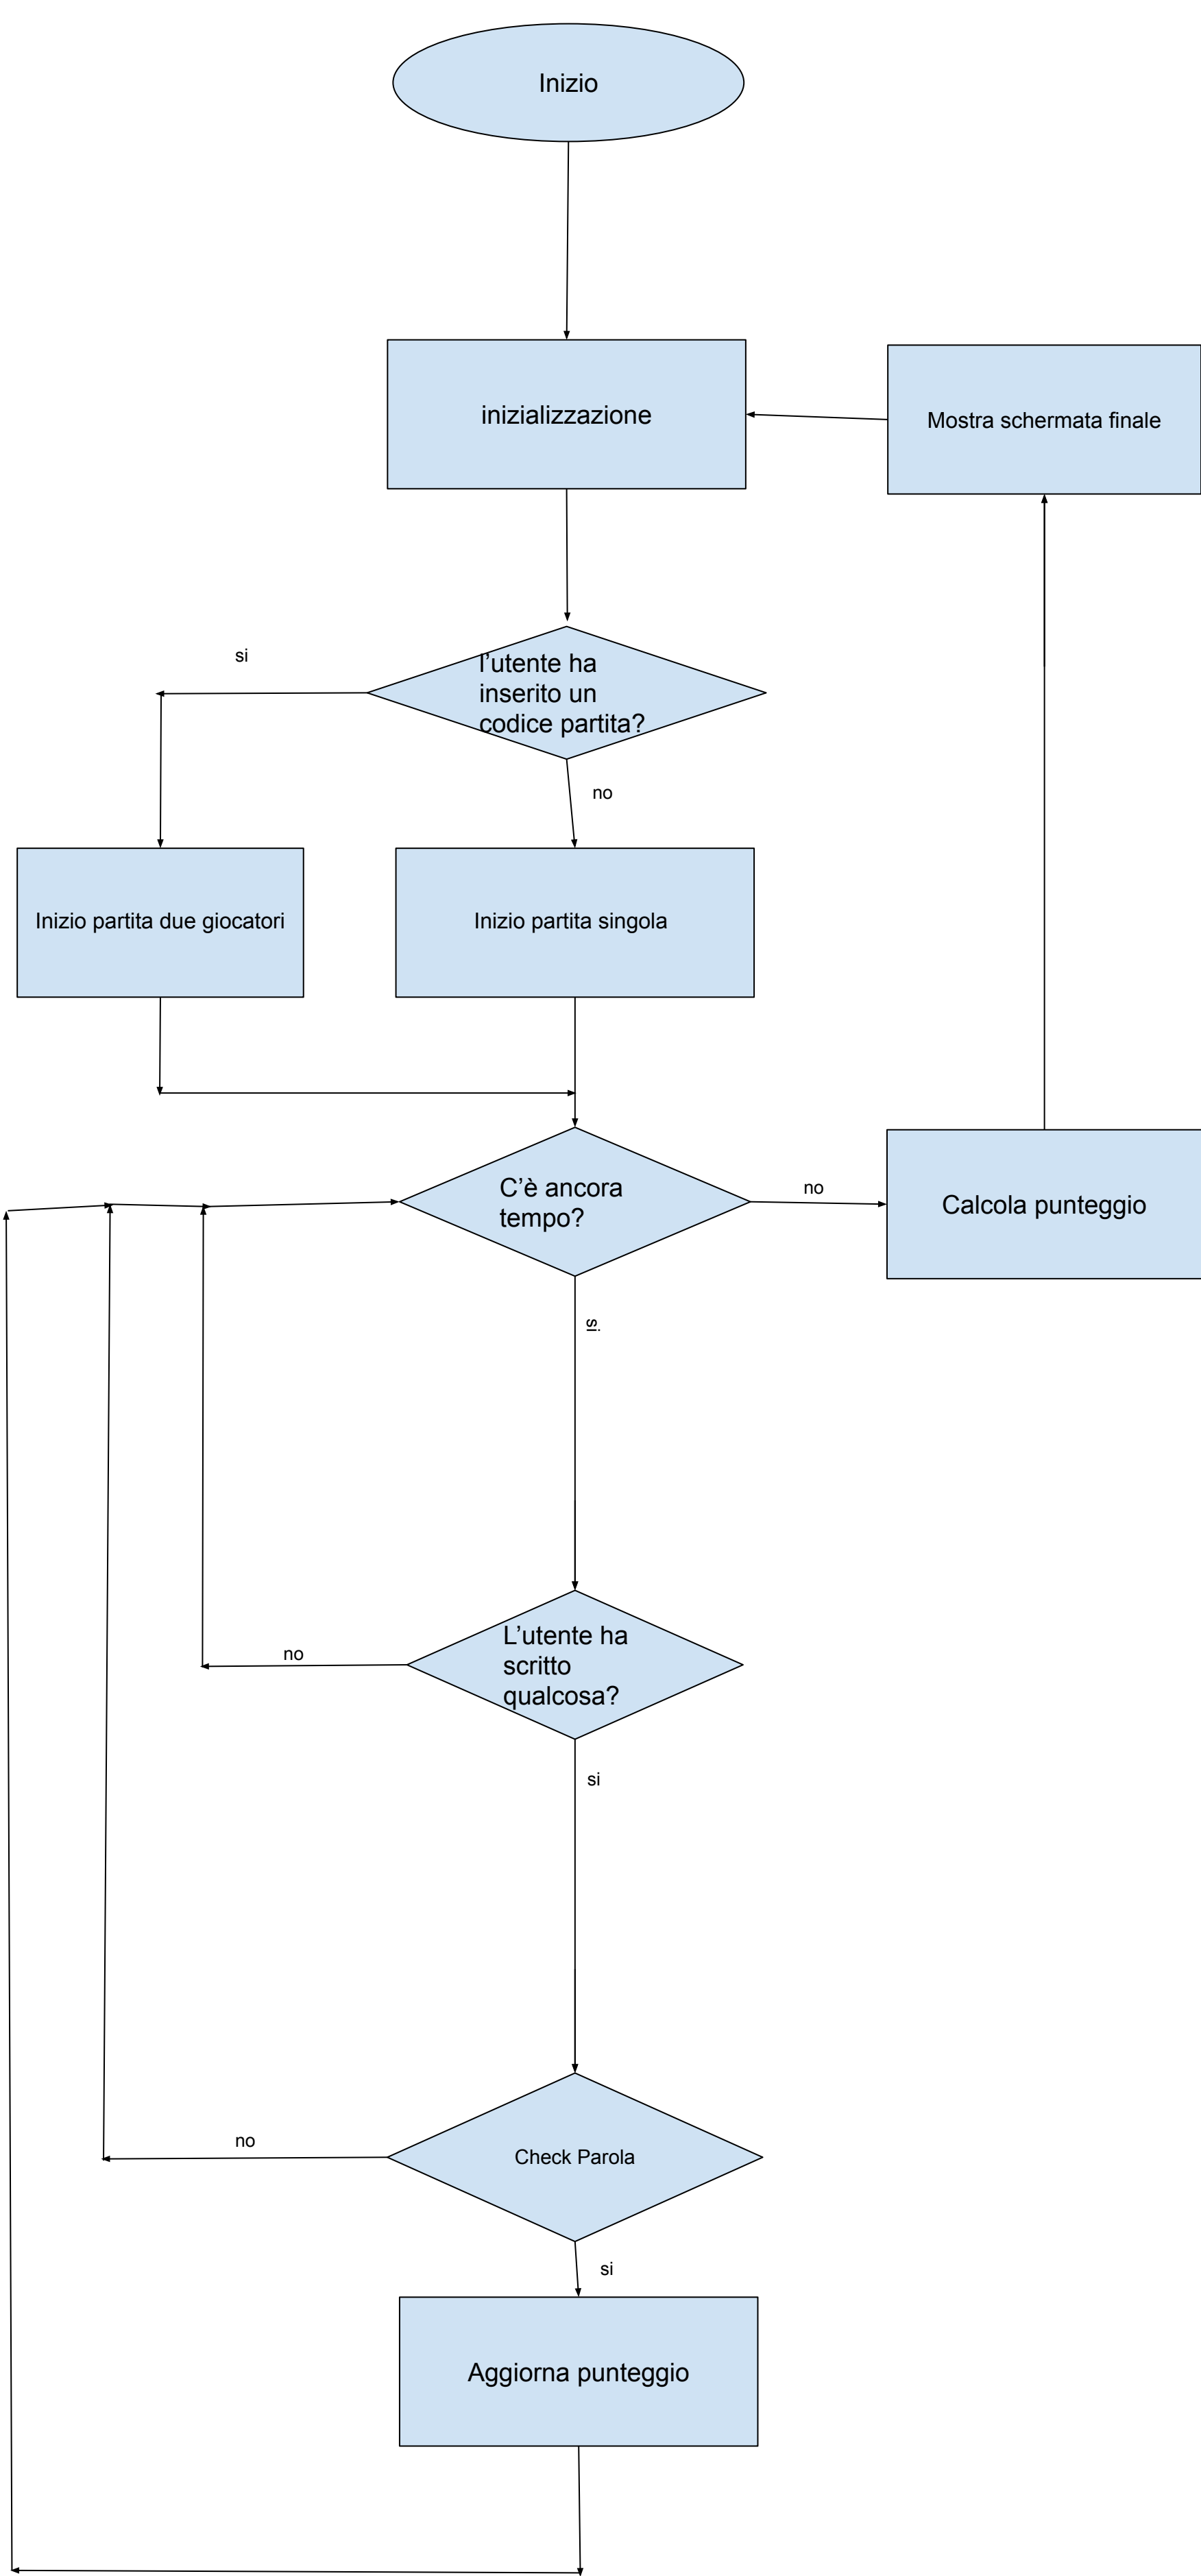 Inizio
inizializzazione
Mostra schermata finale
si
l'utente ha
inserito un
codice partita?
no
Inizio partita due giocatori
Inizio partita singola
C'è ancora
tempo?
no
Calcola punteggio
si
L'utente ha
scritto
qualcosa?
no
si
Check Parola
no
si
Aggiorna punteggio